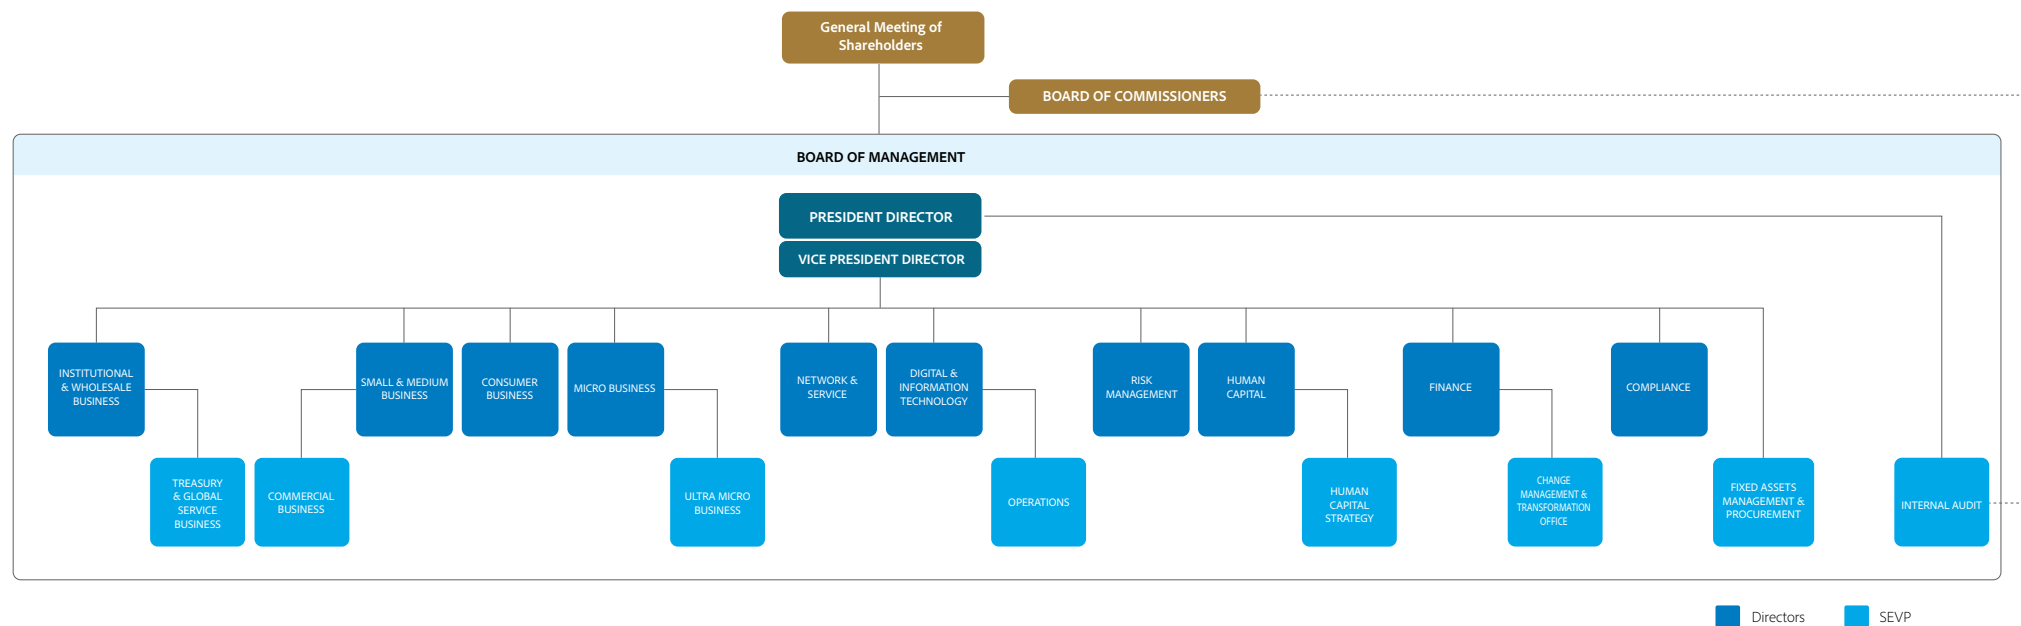 General Meeting of
Shareholders
BOARD OF COMMISSIONERS
BOARD OF MANAGEMENT
PRESIDENT DIRECTOR
VICE PRESIDENT DIRECTOR
INSTITUTIONAL
& WHOLESALE
BUSINESS
SMALL & MEDIUM
BUSINESS
CONSUMER
BUSINESS
MICRO BUSINESS
NETWORK &
SERVICE
DIGITAL &
INFORMATION
TECHNOLOGY
RISK
MANAGEMENT
HUMAN
CAPITAL
FINANCE
COMPLIANCE
TREASURY
& GLOBAL
SERVICE
BUSINESS
COMMERCIAL
BUSINESS
ULTRA MICRO
BUSINESS
OPERATIONS
HUMAN
CAPITAL
STRATEGY
CHANGE
MANAGEMENT &
TRANSFORMATION
OFFICE
FIXED ASSETS
MANAGEMENT &
PROCUREMENT
INTERNAL AUDIT
Directors
SEVP